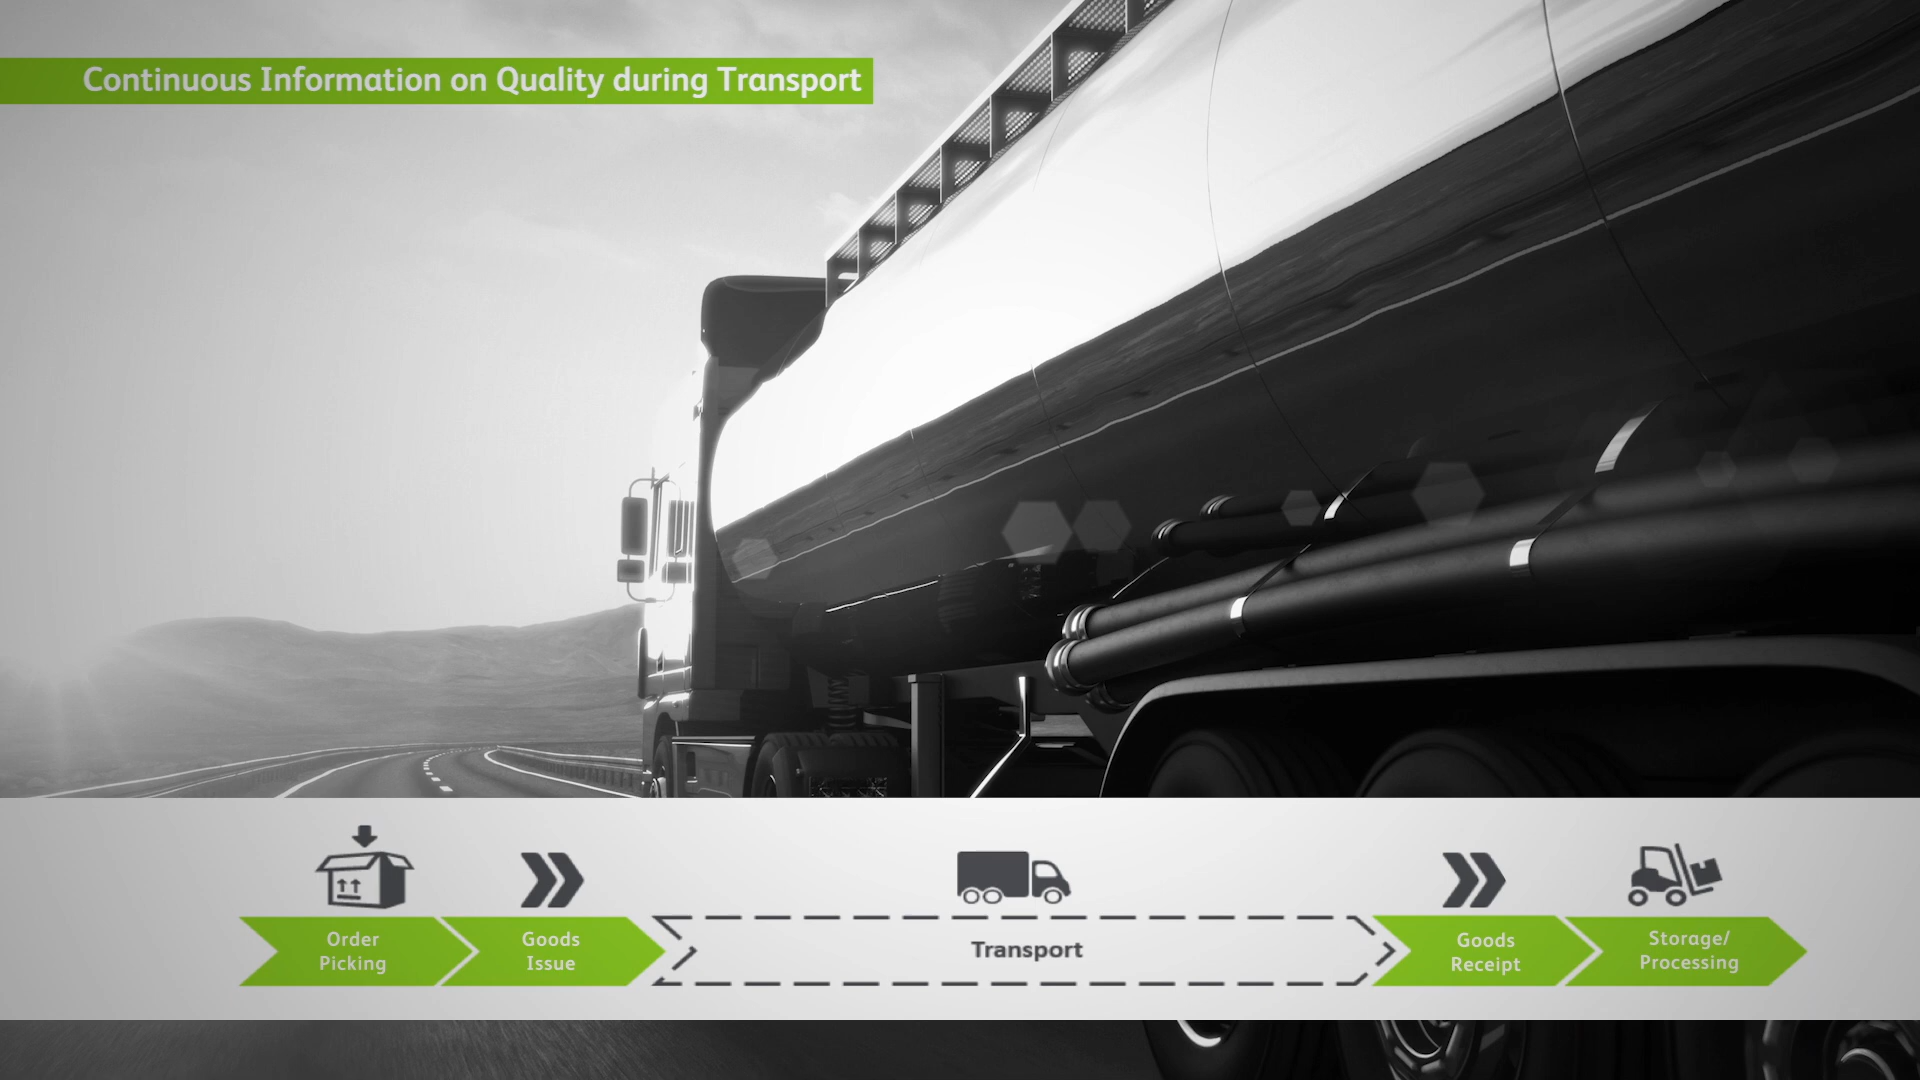 Continuous Information on Quality during Transport
Order
Picking
Goods
Issue
Transport
Goods
Receipt
Storage/
Processing